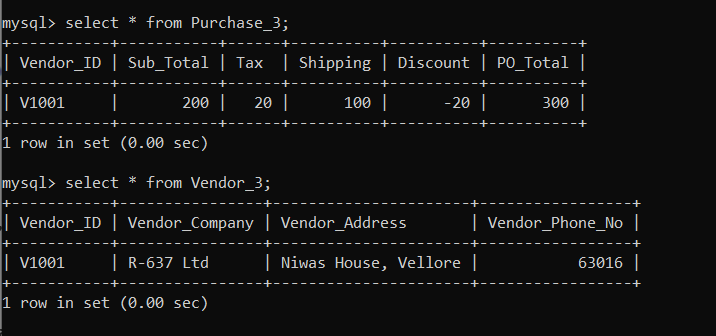 mysql> select * from Purchase_3;
+-----------+-----------+------+----------+----------+----------+
| Vendor_ID | Sub_Total | Tax  | Shipping | Discount | PO_Total |
+-----------+-----------+------+----------+----------+----------+
| V1001     |       200 |   20 |      100 |      -20 |      300 |
+-----------+-----------+------+----------+----------+----------+
1 row in set (0.00 sec)
mysql> select * from Vendor_3;
+-----------+----------------+----------------------+-----------------+
| Vendor_ID | Vendor_Company | Vendor_Address       | Vendor_Phone_No |
+-----------+----------------+----------------------+-----------------+
| V1001     | R-637 Ltd      | Niwas House, Vellore |           63016 |
+-----------+----------------+----------------------+-----------------+
1 row in set (0.00 sec)